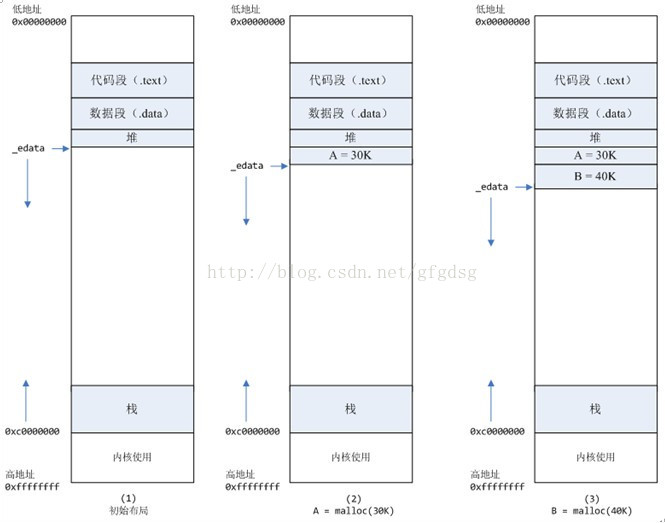 低地址
0x00000000
代码段（.text）
数据段（.data）
堆
_edata
栈
0xc0000000
内核使用
高地址
0xffffffff
(1)
初始布局
低地址
0x00000000
代码段（.text）
数据段（.data）
堆
A = 30K
_edata
栈
0xc0000000
内核使用
高地址
0xffffffff
(2)
A = malloc(30K)
低地址
0x00000000
代码段（.text）
数据段（.data）
堆
A = 30K
B = 40K
_edata
栈
0xc0000000
内核使用
高地址
0xffffffff
(3)
B = malloc(40K)
http://blog.csdn.net/gfgdsg